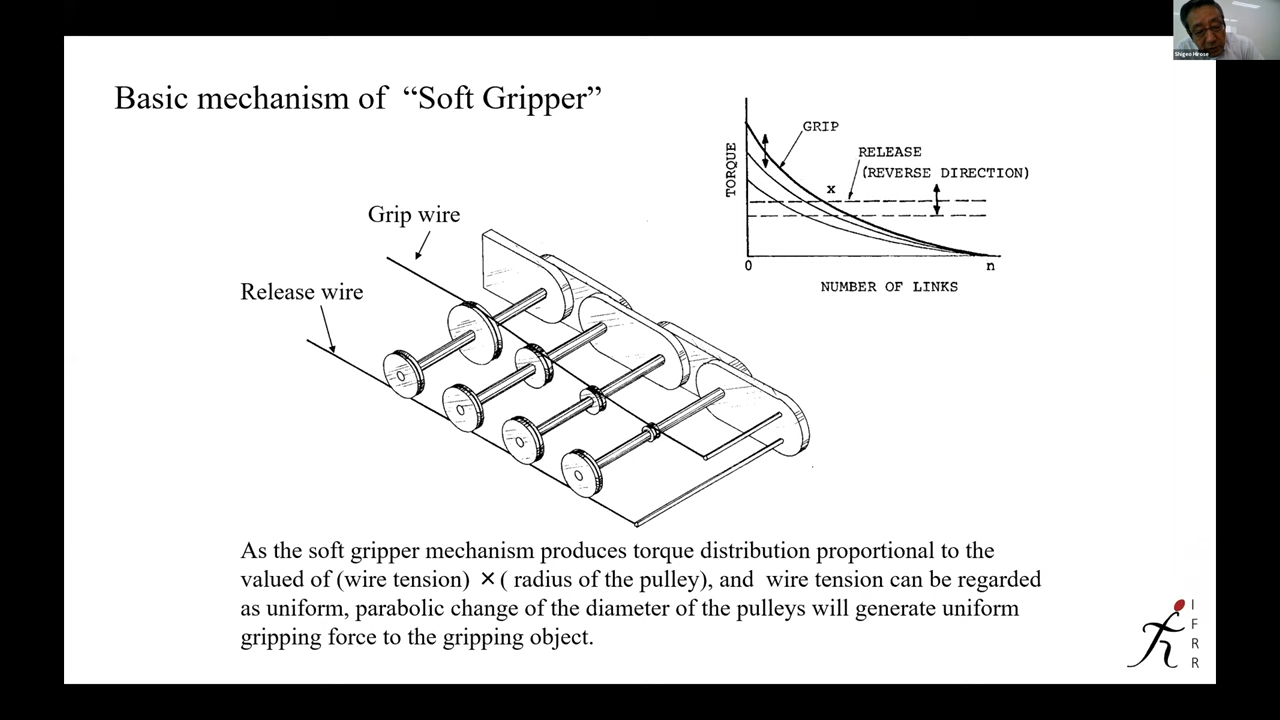 Shigeo Hirose
Basic mechanism of “Soft Gripper”
GRIP
RELEASE
(REVERSE DIRECTION)
TORQUE
x
0
n
NUMBER OF LINKS
Grip wire
Release wire
As the soft gripper mechanism produces torque distribution proportional to the
valued of (wire tension) ×( radius of the pulley), and wire tension can be regarded
as uniform, parabolic change of the diameter of the pulleys will generate uniform
gripping force to the gripping object.
I
F
R
R